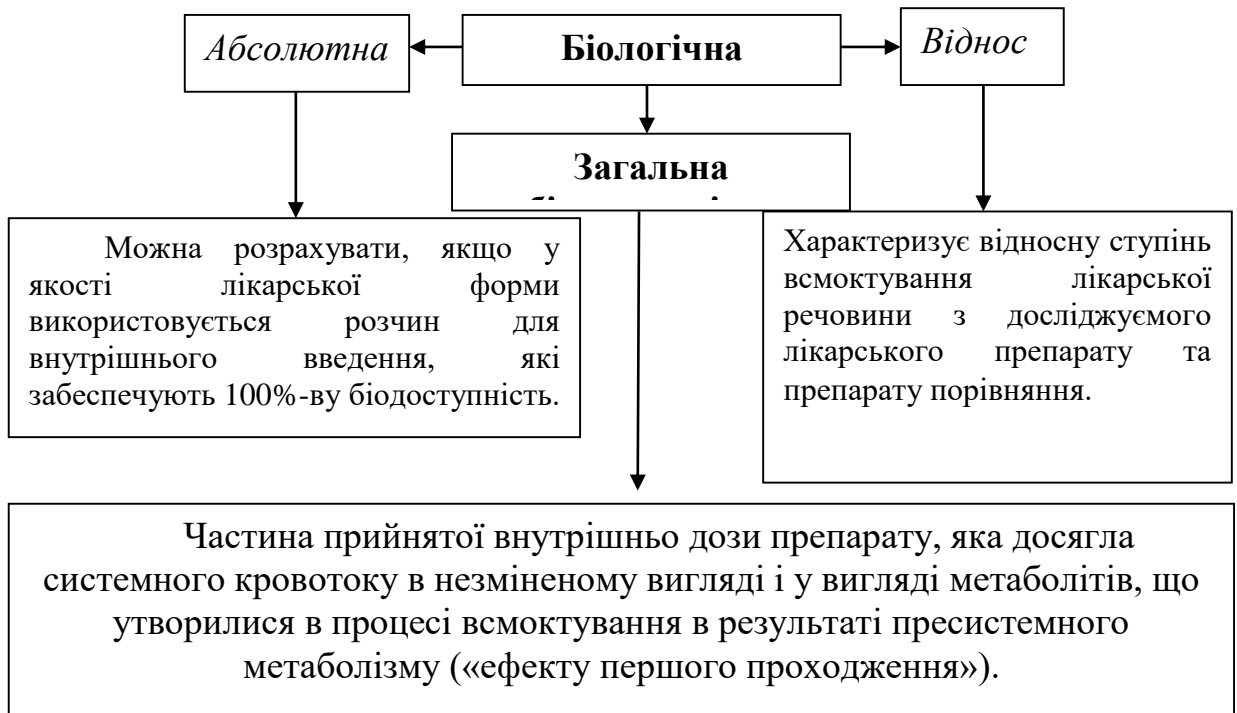 Абсолютна
Біологічна
Віднос
Загальна
Можна розрахувати, якщо у
якості лікарської форми
використовується розчин для
внутрішнього введення, які
забеспечують 100%-ву біодоступність.
Характеризує відносну ступінь
всмоктування лікарської
речовини з досліджуємого
лікарського препарату та
препарату порівняння.
Частина прийнятої внутрішньо дози препарату, яка досягла
системного кровотоку в незміненому вигляді і у вигляді метаболітів, що
утворилися в процесі всмоктування в результаті пресистемного
метаболізму («ефекту першого проходження»).